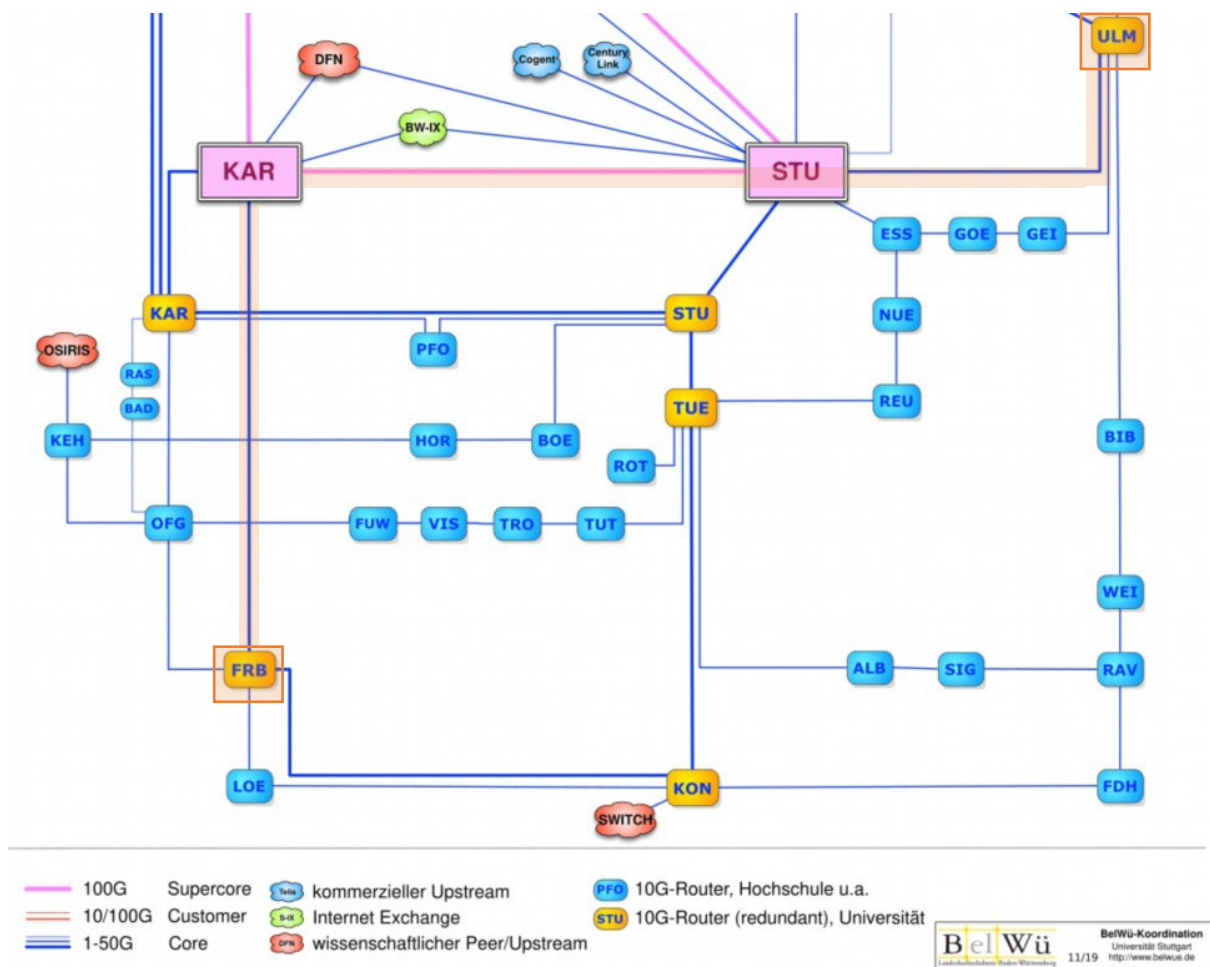 ULM
DFN
Cogent
Century
Link
BW-IX
KAR
STU
ESS
GOE
GEI
KAR
STU
NUE
OSIRIS
PFO
RAS
BAD
TUE
REU
KEH
HOR
BOE
BIB
ROT
OFG
FUW
VIS
TRO
TUT
WEI
FRB
ALB
SIG
RAV
LOE
KON
FDH
SWITCH
100G Supercore
10/100G Customer
1-50G Core
Telia kommerzieller Upstream
S-IX Internet Exchange
DFN wissenschaftlicher Peer/Upstream
PFO 10G-Router, Hochschule u.a.
STU 10G-Router (redundant), Universität
BelWü
Landeshochschulnetz Baden-Württemberg
11/19
BelWü-Koordination
Universität Stuttgart
http://www.belwue.de